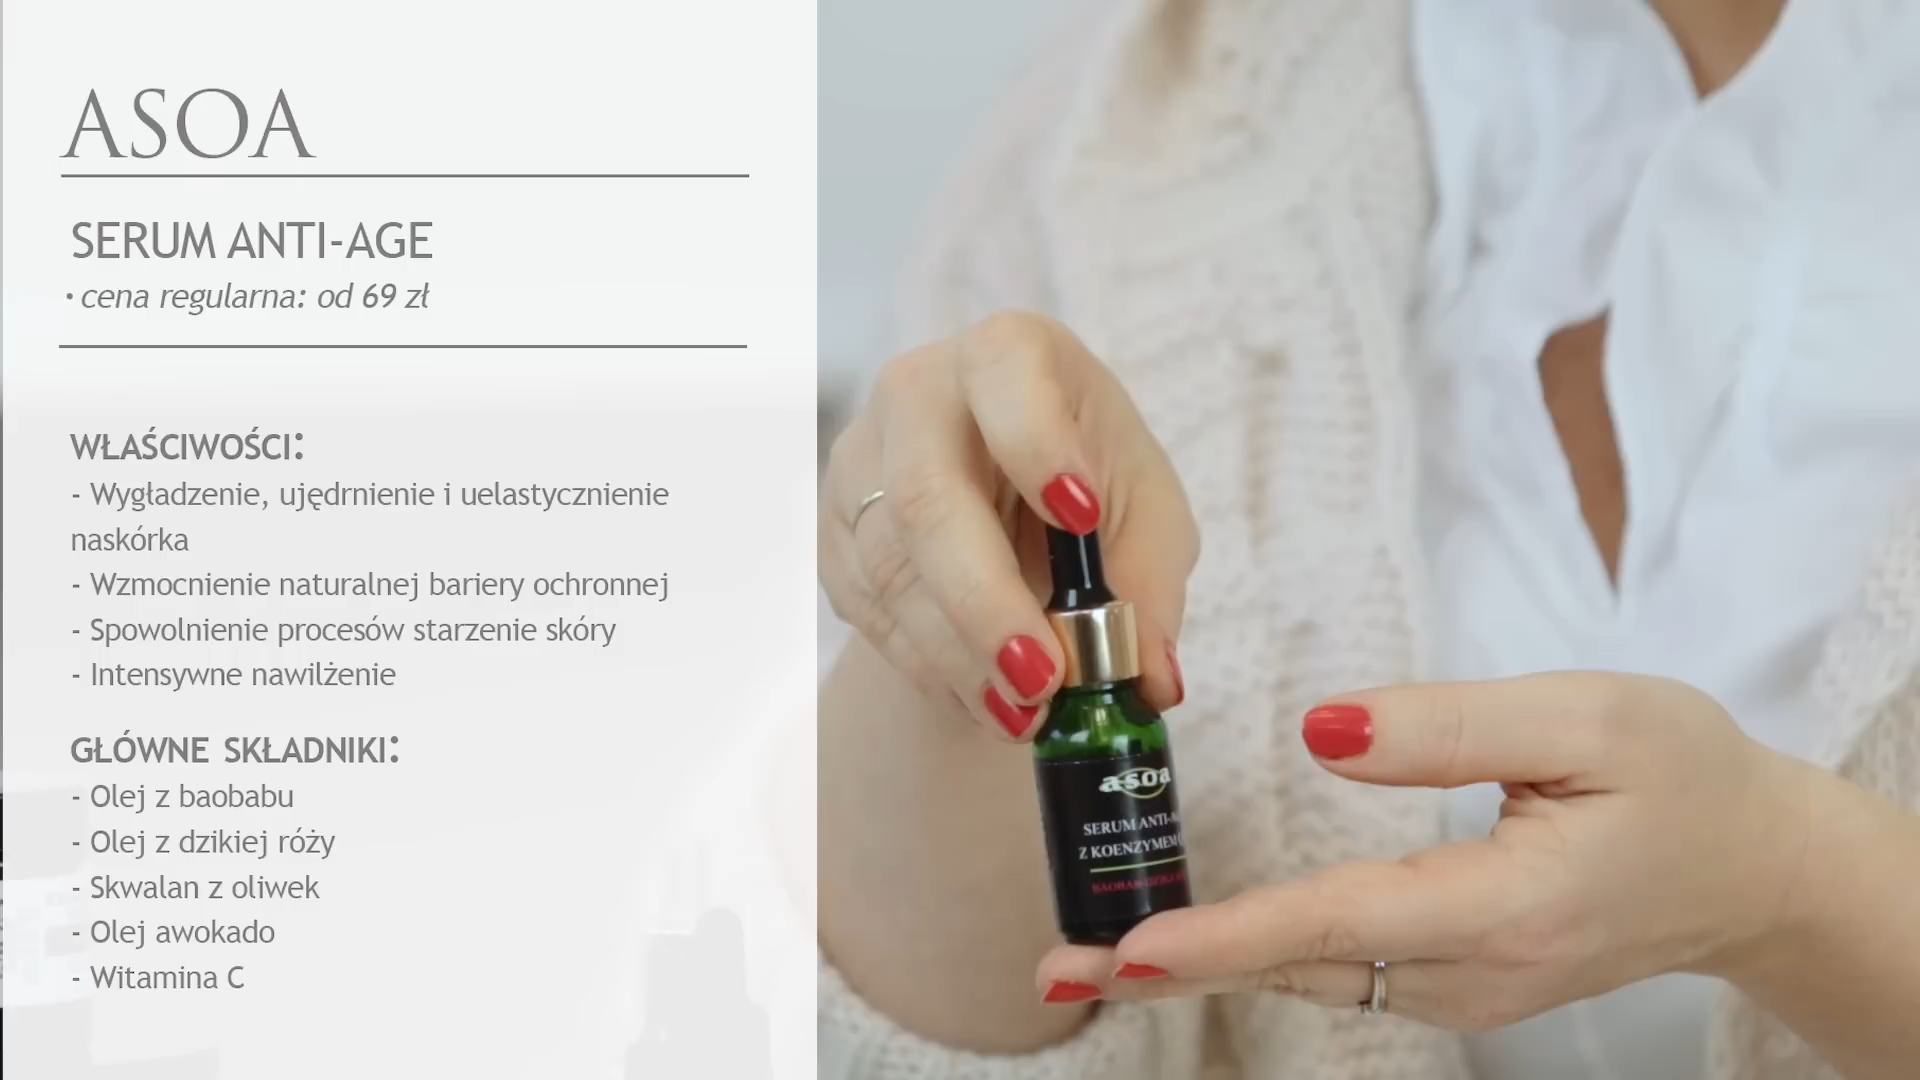 ASOA
SERUM ANTI-AGE
· cena regularna: od 69 zł
WŁAŚCIWOŚCI:
- Wygładzenie, ujędrnienie i uelastycznienie
naskórka
- Wzmocnienie naturalnej bariery ochronnej
- Spowolnienie procesów starzenie skóry
- Intensywne nawilżenie
GŁÓWNE SKŁADNIKI:
- Olej z baobabu
- Olej z dzikiej róży
- Skwalan z oliwek
- Olej awokado
- Witamina C
asoa
SERUM ANTI-A
Z KOENZYMEM